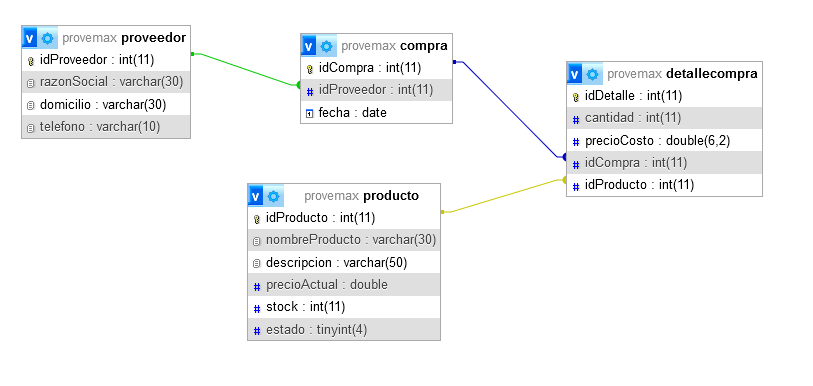 v provemax proveedor
idProveedor : int(11)
razonSocial : varchar(30)
domicilio : varchar(30)
telefono : varchar(10)
v provemax compra
idCompra : int(11)
# idProveedor : int(11)
fecha : date
v provemax detallecompra
idDetalle : int(11)
# cantidad : int(11)
# precioCosto : double(6,2)
# idCompra : int(11)
# idProducto : int(11)
v provemax producto
idProducto : int(11)
nombreProducto : varchar(30)
descripcion : varchar(50)
# precioActual : double
# stock : int(11)
# estado : tinyint(4)